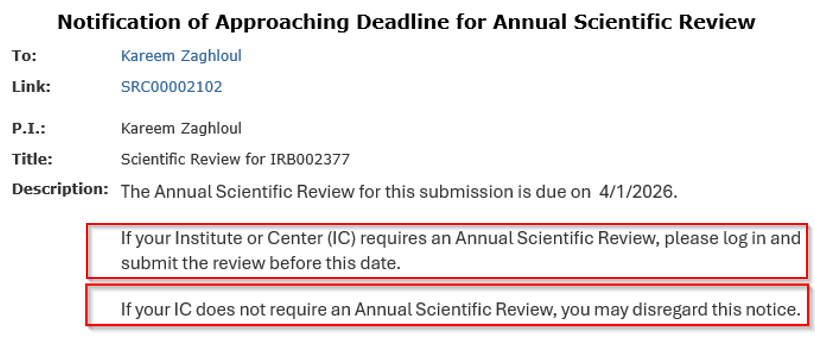 Notification of Approaching Deadline for Annual Scientific Review
To: Kareem Zaghloul
Link: SRC00002102
P.I.: Kareem Zaghloul
Title: Scientific Review for IRB002377
Description: The Annual Scientific Review for this submission is due on 4/1/2026.
If your Institute or Center (IC) requires an Annual Scientific Review, please log in and
submit the review before this date.
If your IC does not require an Annual Scientific Review, you may disregard this notice.